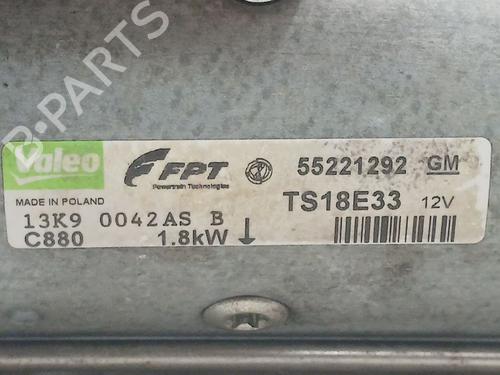 Valeo
FPT
Powertrain Technologies
55221292 GM
TS18E33 12V
MADE IN POLAND
13K9 0042AS B
C880 1.8kW
B-PARTS